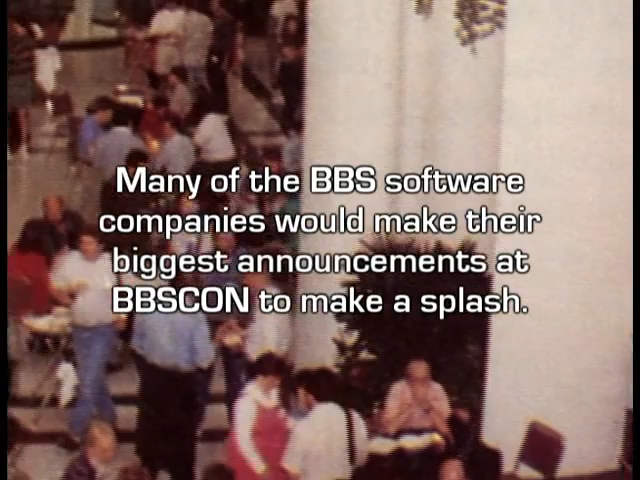 Many of the BBS software
companies would make their
biggest announcements at
BBSCON to make a splash.